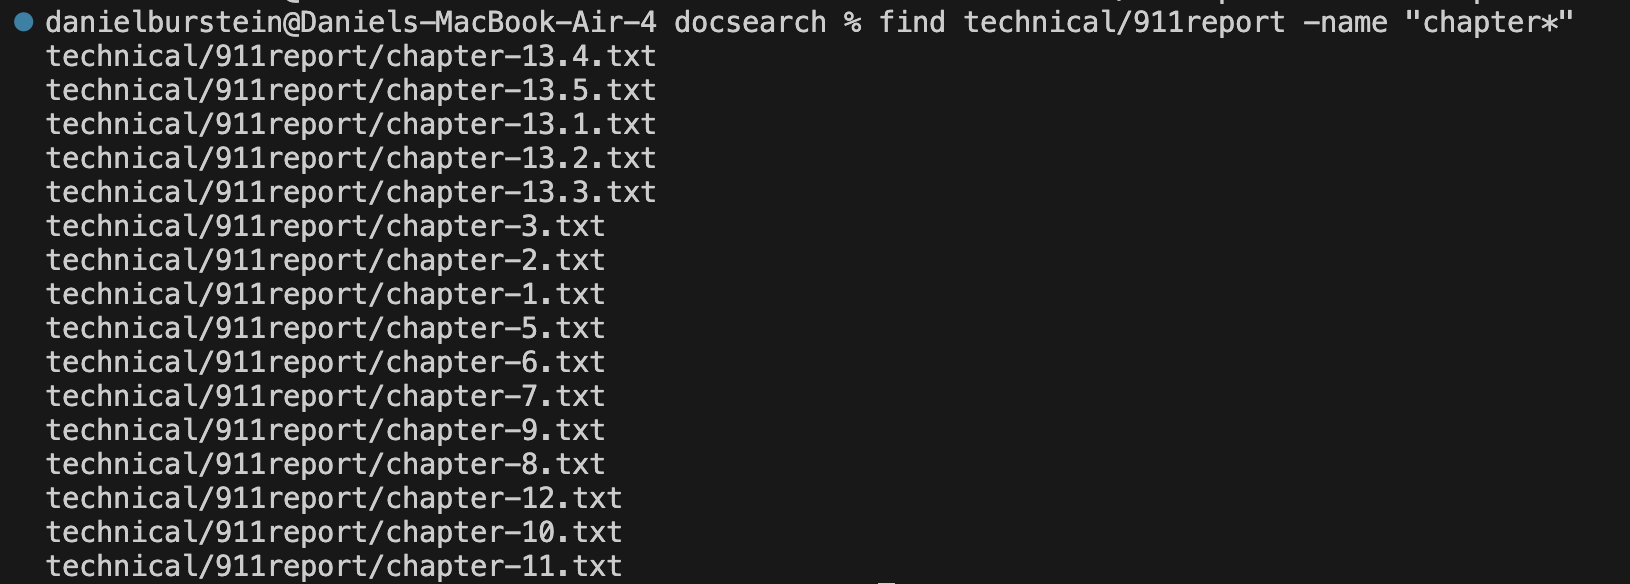 danielburstein@Daniels-MacBook-Air-4 docsearch % find technical/911report -name "chapter*"
technical/911report/chapter-13.4.txt
technical/911report/chapter-13.5.txt
technical/911report/chapter-13.1.txt
technical/911report/chapter-13.2.txt
technical/911report/chapter-13.3.txt
technical/911report/chapter-3.txt
technical/911report/chapter-2.txt
technical/911report/chapter-1.txt
technical/911report/chapter-5.txt
technical/911report/chapter-6.txt
technical/911report/chapter-7.txt
technical/911report/chapter-9.txt
technical/911report/chapter-8.txt
technical/911report/chapter-12.txt
technical/911report/chapter-10.txt
technical/911report/chapter-11.txt